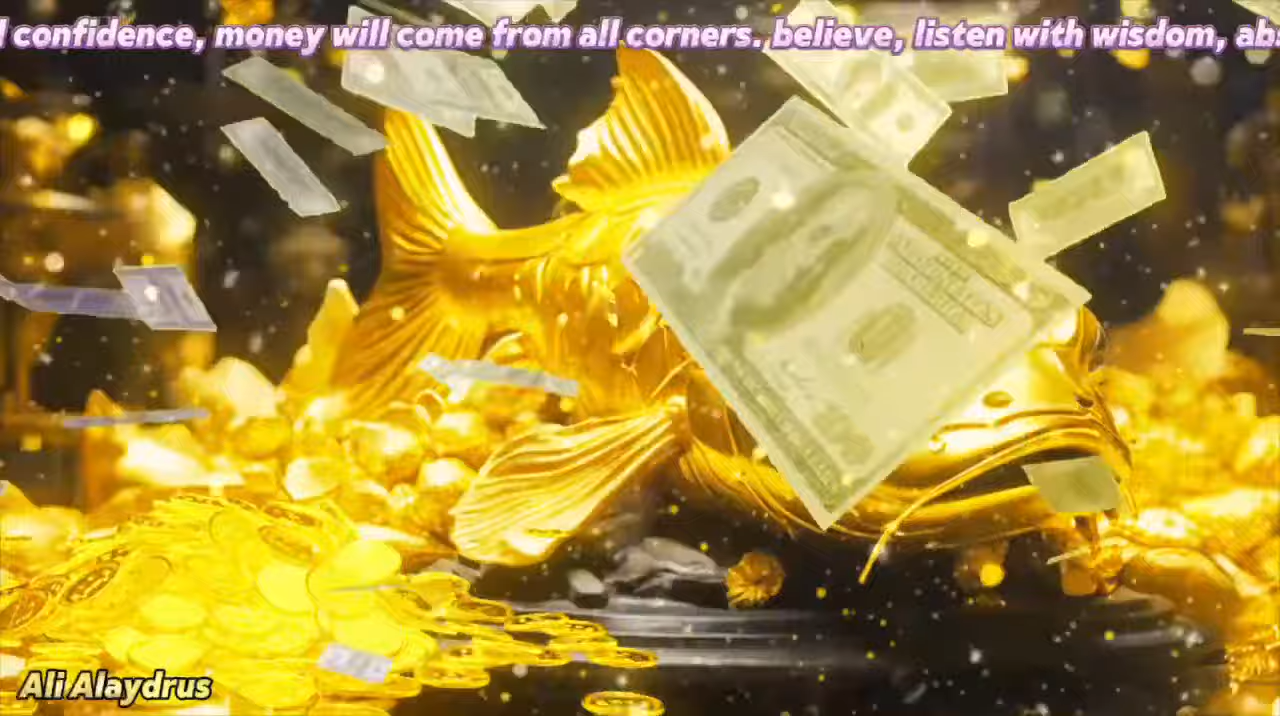 confidence, money will come from all corners. believe, listen with wisdom,
Ali Alaydrus